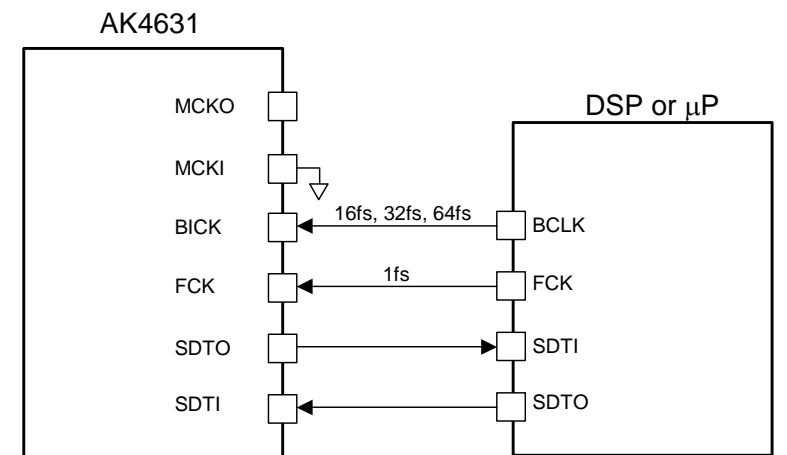 AK4631
DSP or μP
MCKO
MCKI
BICK
16fs, 32fs, 64fs
BCLK
FCK
1fs
FCK
SDTO
SDTI
SDTI
SDTO